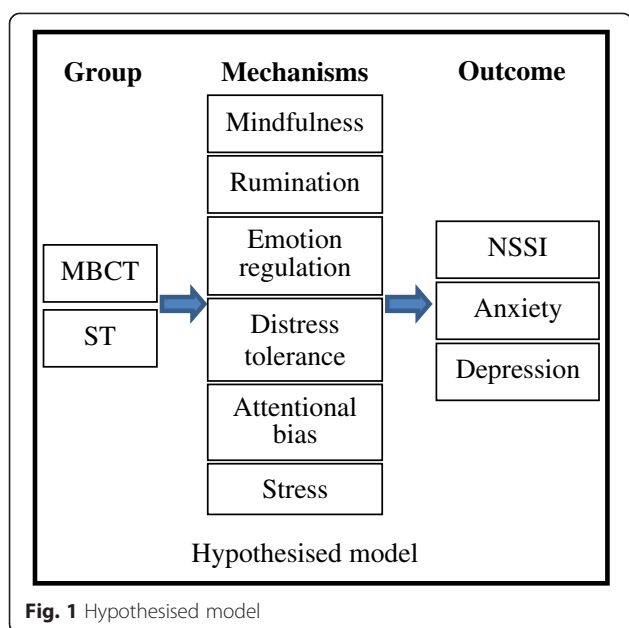 Group
Mechanisms
Outcome
MBCT
ST
Mindfulness
Rumination
Emotion
regulation
Distress
tolerance
Attentional
bias
Stress
NSSI
Anxiety
Depression
Hypothesised model
Fig. 1 Hypothesised model